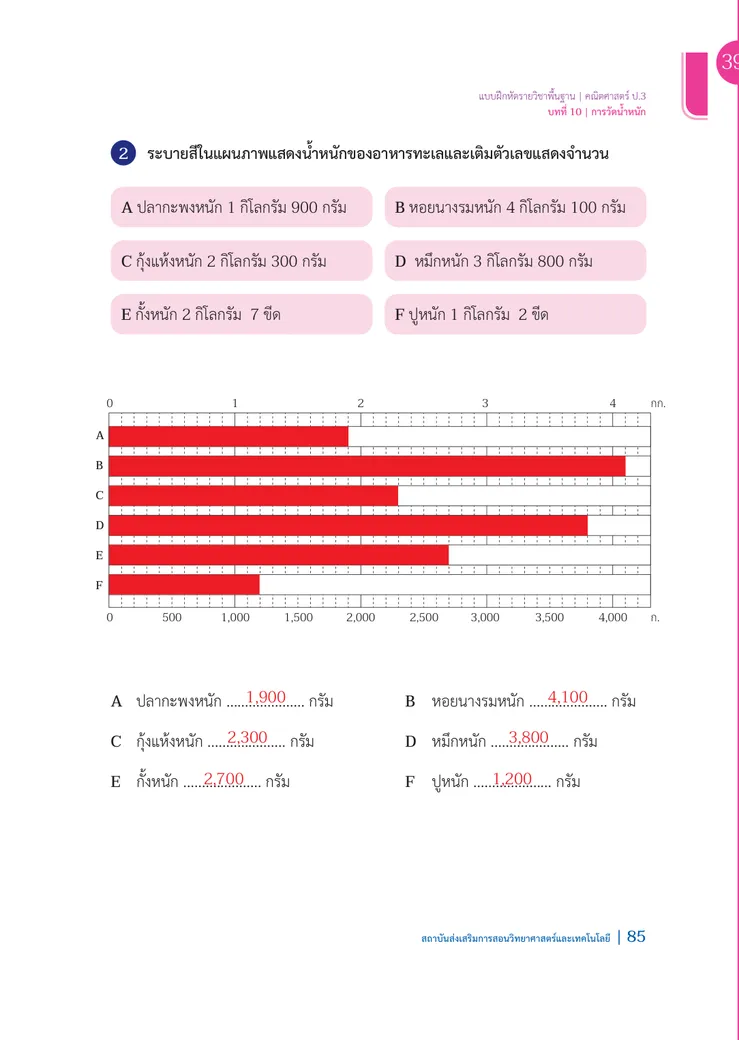 39
แบบฝึกหัดรายวิชาพื้นฐาน | คณิตศาสตร์ ป.3
บทที่ 10 | การวัดน้ำหนัก
2 ระบายสีในแผนภาพแสดงน้ำหนักของอาหารทะเลและเติมตัวเลขแสดงจำนวน
A ปลากะพงหนัก 1 กิโลกรัม 900 กรัม B หอยนางรมหนัก 4 กิโลกรัม 100 กรัม
C กุ้งแห้งหนัก 2 กิโลกรัม 300 กรัม D หมึกหนัก 3 กิโลกรัม 800 กรัม
E กั้งหนัก 2 กิโลกรัม 7 ขีด F ปูหนัก 1 กิโลกรัม 2 ขีด
0 1 2 3 4 กก.
A
B
C
D
E
F
0 500 1,000 1,500 2,000 2,500 3,000 3,500 4,000 ก.
A ปลากะพงหนัก 1,900 กรัม B หอยนางรมหนัก 4,100 กรัม
C กุ้งแห้งหนัก 2,300 กรัม D หมึกหนัก 3,800 กรัม
E กั้งหนัก 2,700 กรัม F ปูหนัก 1,200 กรัม
สถาบันส่งเสริมการสอนวิทยาศาสตร์และเทคโนโลยี | 85